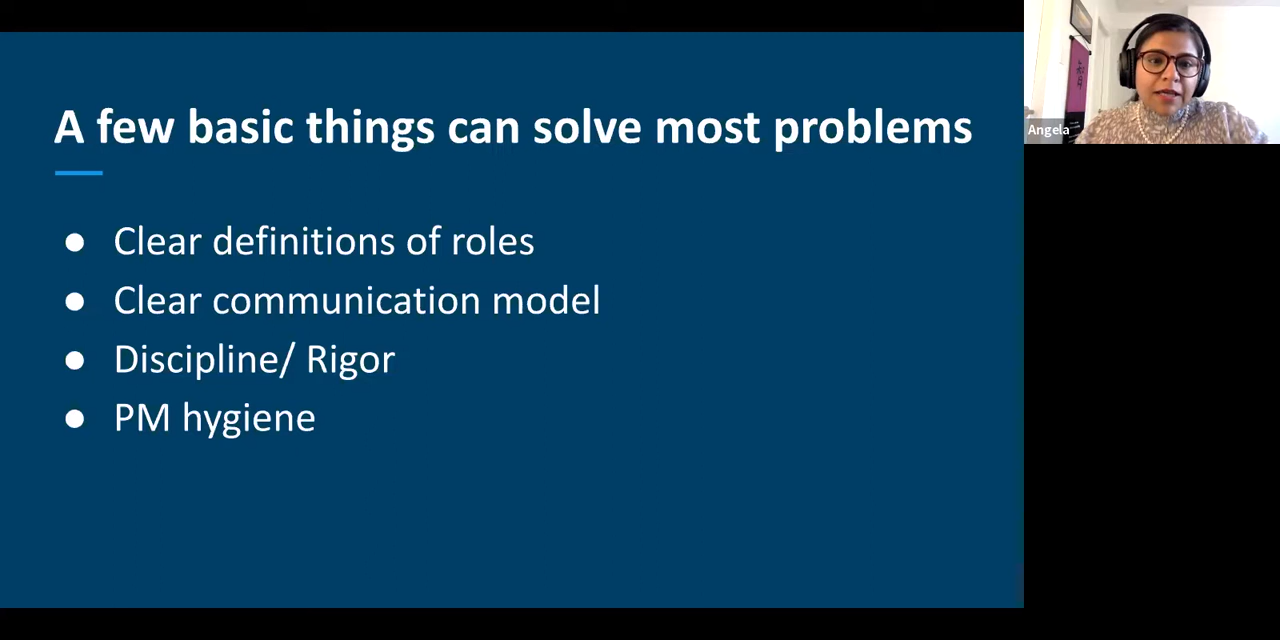 A few basic things can solve most problems
● Clear definitions of roles
● Clear communication model
● Discipline/ Rigor
● PM hygiene
Angela